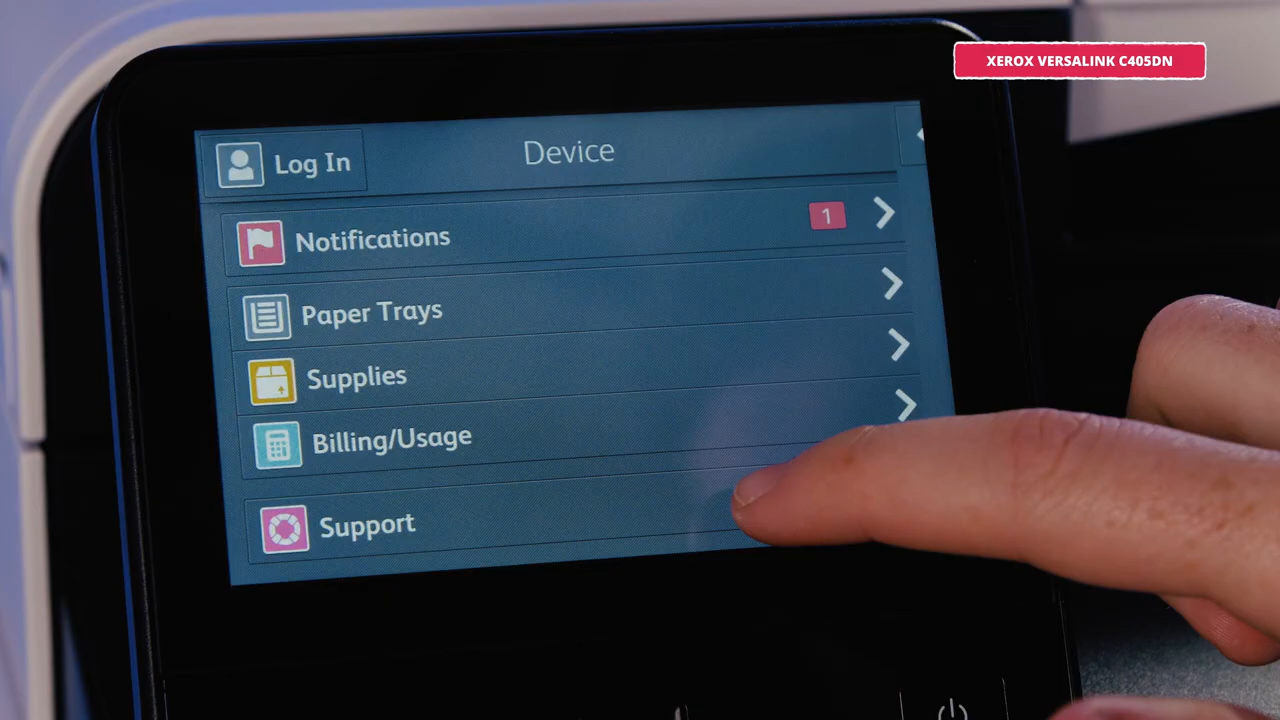 XEROX VERSALINK C405DN
Log In
Device
Notifications
1
Paper Trays
Supplies
Billing/Usage
Support